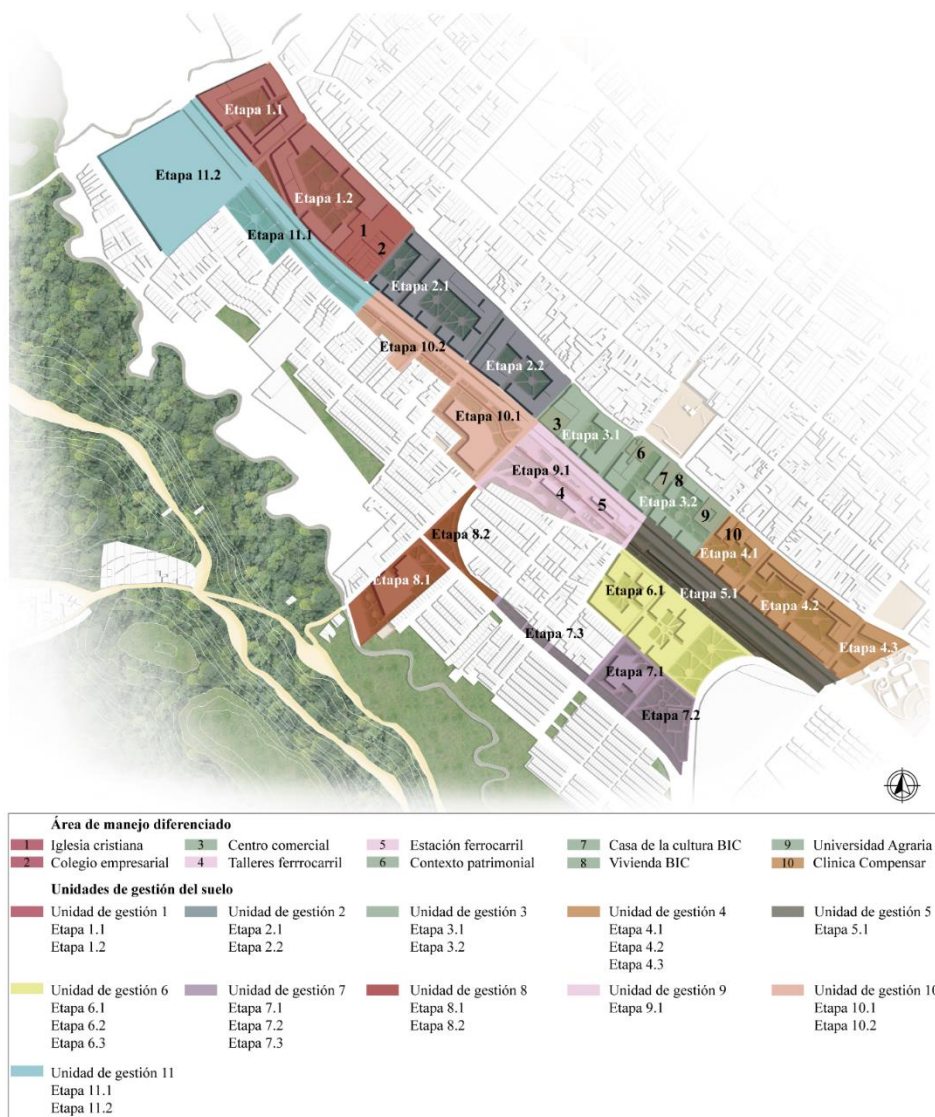 Etapa 1.1
Etapa 11.2
Etapa 1.2
1
Etapa 11.1
2
Etapa 2.1
Etapa 10.2
Etapa 2.2
Etapa 10.1
3
Etapa 3.1
6
Etapa 9.1
7 8
4
Etapa 3.2
5
9
Etapa 8.2
10
Etapa 4.1
Etapa 8.1
Etapa 6.1
Etapa 5.1
Etapa 4.2
Etapa 7.3
Etapa 4.3
Etapa 7.1
Etapa 7.2
Área de manejo diferenciado
1 Iglesia cristiana
3 Centro comercial
5 Estación ferrocarril
7 Casa de la cultura BIC
9 Universidad Agraria
2 Colegio empresarial
4 Talleres ferrrocarril
6 Contexto patrimonial
8 Vivienda BIC
10 Clinica Compensar
Unidades de gestión del suelo
Unidad de gestión 1
Etapa 1.1
Etapa 1.2
Unidad de gestión 2
Etapa 2.1
Etapa 2.2
Unidad de gestión 3
Etapa 3.1
Etapa 3.2
Unidad de gestión 4
Etapa 4.1
Etapa 4.2
Etapa 4.3
Unidad de gestión 5
Etapa 5.1
Unidad de gestión 6
Etapa 6.1
Etapa 6.2
Etapa 6.3
Unidad de gestión 7
Etapa 7.1
Etapa 7.2
Etapa 7.3
Unidad de gestión 8
Etapa 8.1
Etapa 8.2
Unidad de gestión 9
Etapa 9.1
Unidad de gestión 10
Etapa 10.1
Etapa 10.2
Unidad de gestión 11
Etapa 11.1
Etapa 11.2